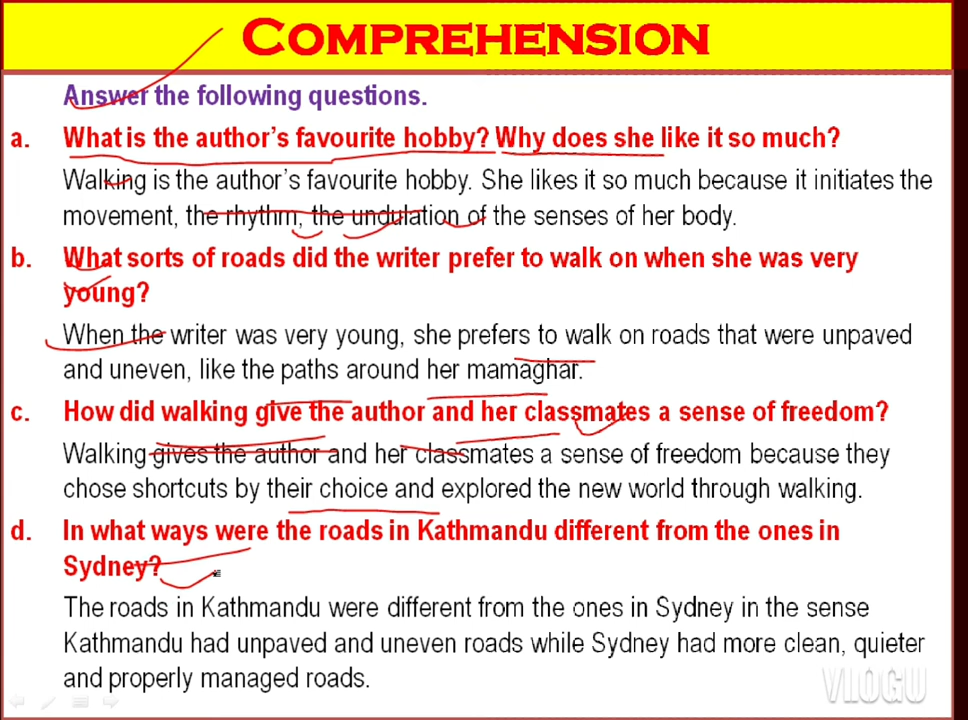 COMPREHENSION
Answer the following questions.
a. What is the author's favourite hobby? Why does she like it so much?
Walking is the author's favourite hobby. She likes it so much because it initiates the
movement, the rhythm, the undulation of the senses of her body.
b. What sorts of roads did the writer prefer to walk on when she was very
young?
When the writer was very young, she prefers to walk on roads that were unpaved
and uneven, like the paths around her mamaghar.
c. How did walking give the author and her classmates a sense of freedom?
Walking gives the author and her classmates a sense of freedom because they
chose shortcuts by their choice and explored the new world through walking.
d. In what ways were the roads in Kathmandu different from the ones in
Sydney?
The roads in Kathmandu were different from the ones in Sydney in the sense
Kathmandu had unpaved and uneven roads while Sydney had more clean, quieter
and properly managed roads.
VLOGU